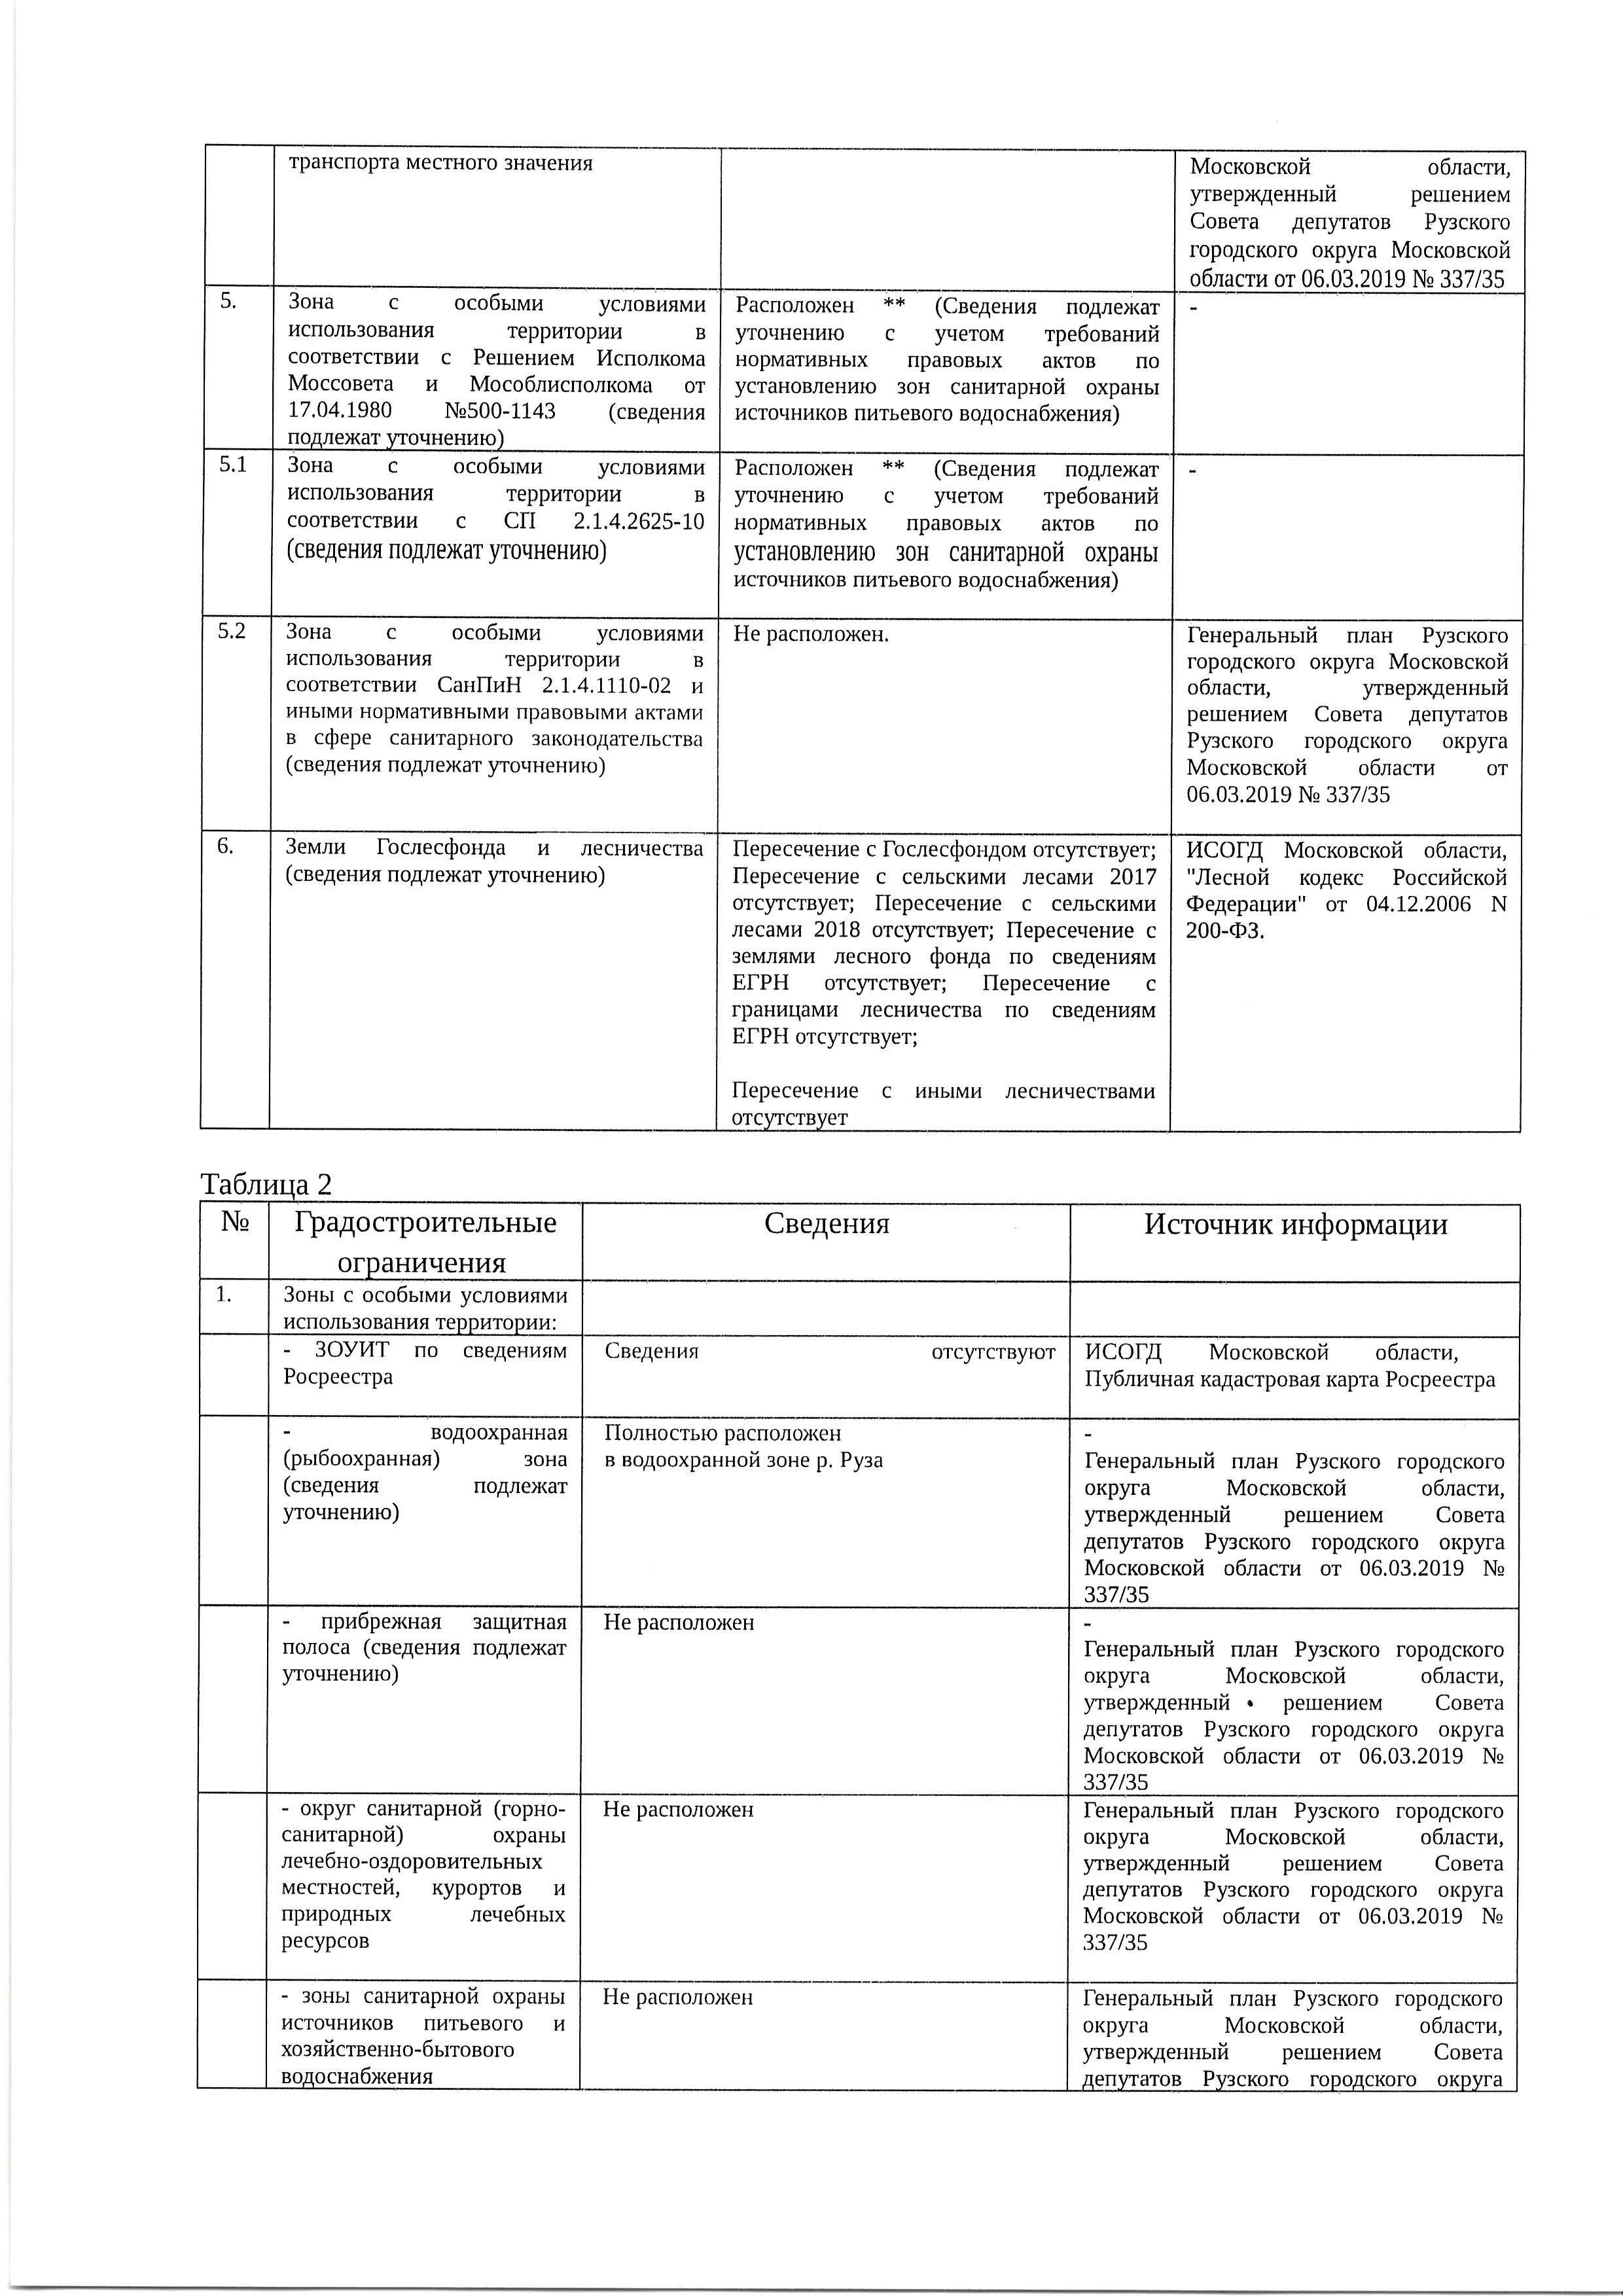 транспорта местного значения
Московской области,
утвержденный решением
Совета депутатов Рузского
городского округа Московской
области от 06.03.2019 № 337/35
5.
Зона с особыми условиями
использования территории в
соответствии с Решением Исполкома
Моссовета и Мособлисполкома от
17.04.1980 №500-1143 (сведения
подлежат уточнению)
Расположен ** (Сведения подлежат
уточнению с учетом требований
нормативных правовых актов по
установлению зон санитарной охраны
источников питьевого водоснабжения)
-
5.1
Зона с особыми условиями
использования территории в
соответствии с СП 2.1.4.2625-10
(сведения подлежат уточнению)
Расположен ** (Сведения подлежат
уточнению с учетом требований
нормативных правовых актов по
установлению зон санитарной охраны
источников питьевого водоснабжения)
-
5.2
Зона с особыми условиями
использования территории в
соответствии СанПиН 2.1.4.1110-02 и
иными нормативными правовыми актами
в сфере санитарного законодательства
(сведения подлежат уточнению)
Не расположен.
Генеральный план Рузского
городского округа Московской
области, утвержденный
решением Совета депутатов
Рузского городского округа
Московской области от
06.03.2019 № 337/35
6.
Земли Гослесфонда и лесничества
(сведения подлежат уточнению)
Пересечение с Гослесфондом отсутствует;
Пересечение с сельскими лесами 2017
отсутствует; Пересечение с сельскими
лесами 2018 отсутствует; Пересечение с
землями лесного фонда по сведениям
ЕГРН отсутствует; Пересечение с
границами лесничества по сведениям
ЕГРН отсутствует;
Пересечение с иными лесничествами
отсутствует
ИСОГД Московской области,
"Лесной кодекс Российской
Федерации" от 04.12.2006 N
200-ФЗ.
Таблица 2
№
Градостроительные
ограничения
Сведения
Источник информации
1.
Зоны с особыми условиями
использования территории:
- ЗОУИТ по сведениям
Росреестра
Сведения отсутствуют
ИСОГД Московской области,
Публичная кадастровая карта Росреестра
- водоохранная
(рыбоохранная) зона
(сведения подлежат
уточнению)
Полностью расположен
в водоохранной зоне р. Руза
-
Генеральный план Рузского городского
округа Московской области,
утвержденный решением Совета
депутатов Рузского городского округа
Московской области от 06.03.2019 №
337/35
- прибрежная защитная
полоса (сведения подлежат
уточнению)
Не расположен
-
Генеральный план Рузского городского
округа Московской области,
утвержденный решением Совета
депутатов Рузского городского округа
Московской области от 06.03.2019 №
337/35
- округ санитарной (горно-
санитарной) охраны
лечебно-оздоровительных
местностей, курортов и
природных лечебных
ресурсов
Не расположен
Генеральный план Рузского городского
округа Московской области,
утвержденный решением Совета
депутатов Рузского городского округа
Московской области от 06.03.2019 №
337/35
- зоны санитарной охраны
источников питьевого и
хозяйственно-бытового
водоснабжения
Не расположен
Генеральный план Рузского городского
округа Московской области,
утвержденный решением Совета
депутатов Рузского городского округа